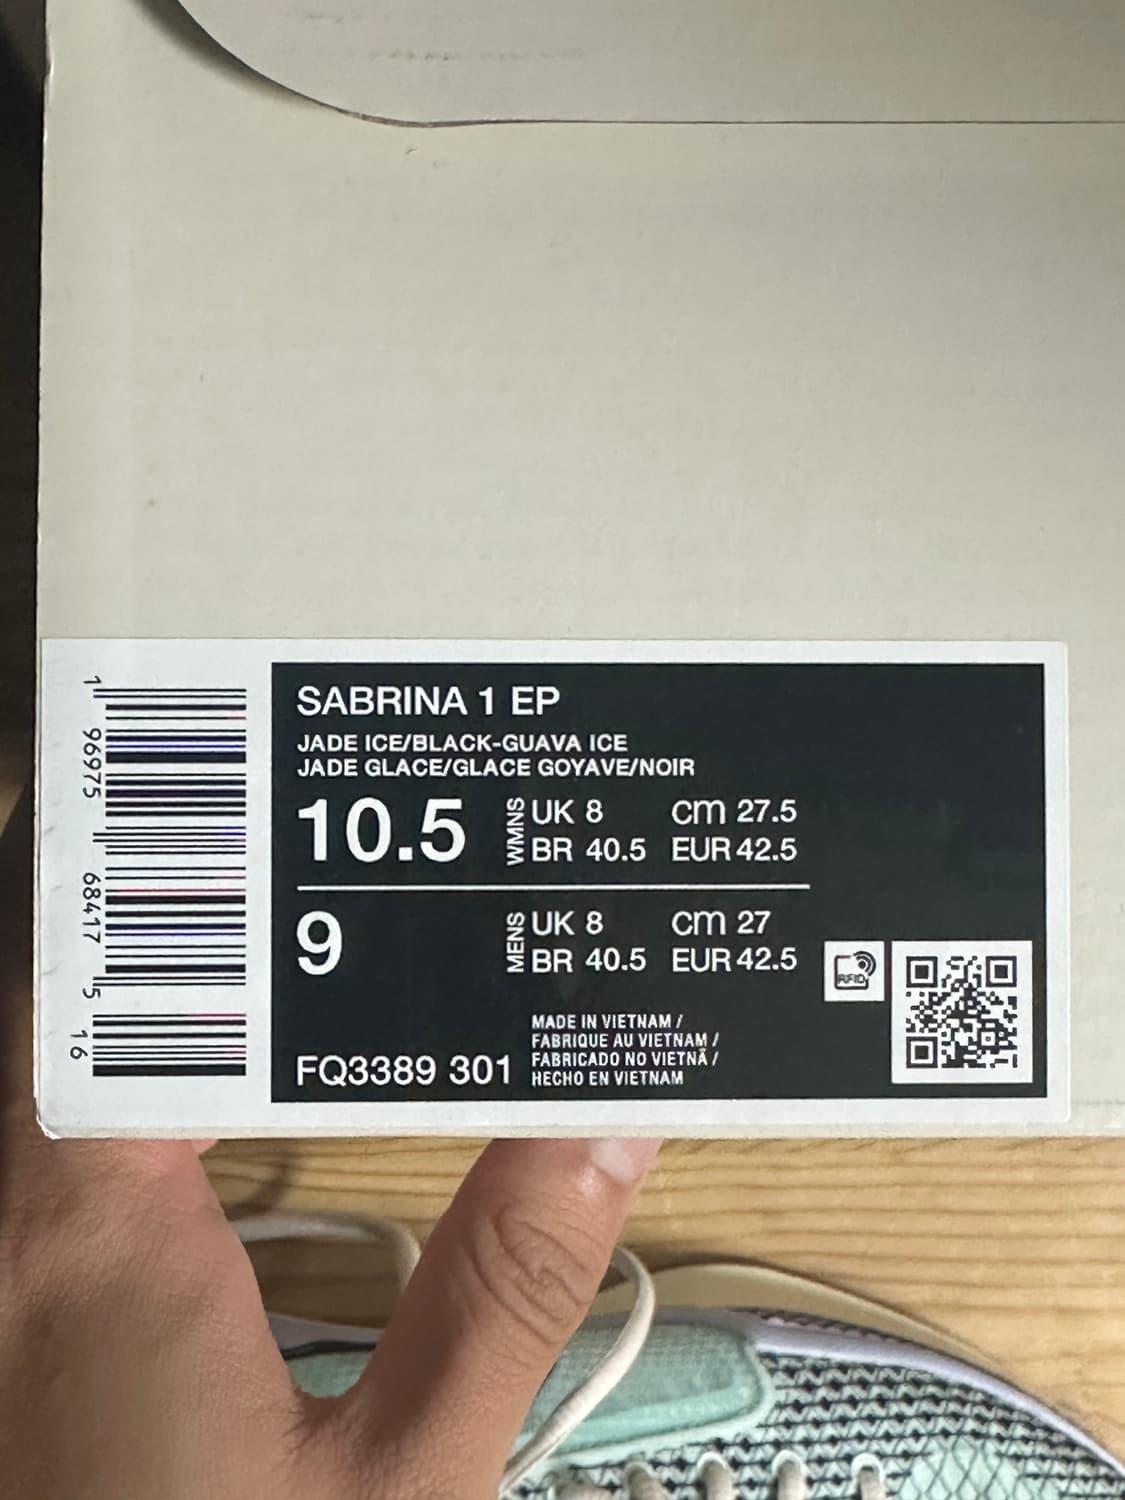 SABRINA 1 EP
JADE ICE/BLACK-GUAVA ICE
JADE GLACE/GLACE GOYAVE/NOIR
10.5 WMNS UK 8 cm 27.5
BR 40.5 EUR 42.5
9 MENS UK 8 cm 27
BR 40.5 EUR 42.5
RFID
FQ3389 301
MADE IN VIETNAM /
FABRIQUE AU VIETNAM /
FABRICADO NO VIETNÃ /
HECHO EN VIETNAM
1 96975 68417 5 16